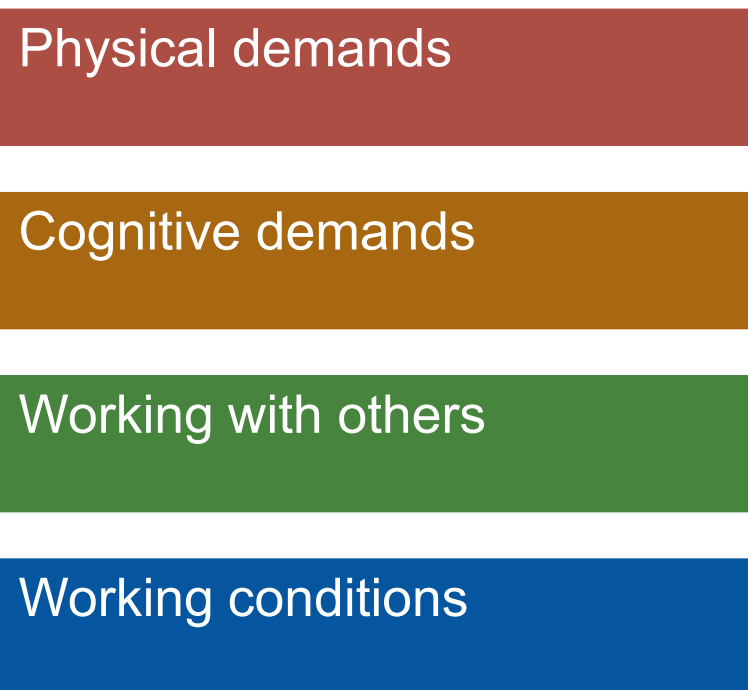 Physical demands
Cognitive demands
Working with others
Working conditions